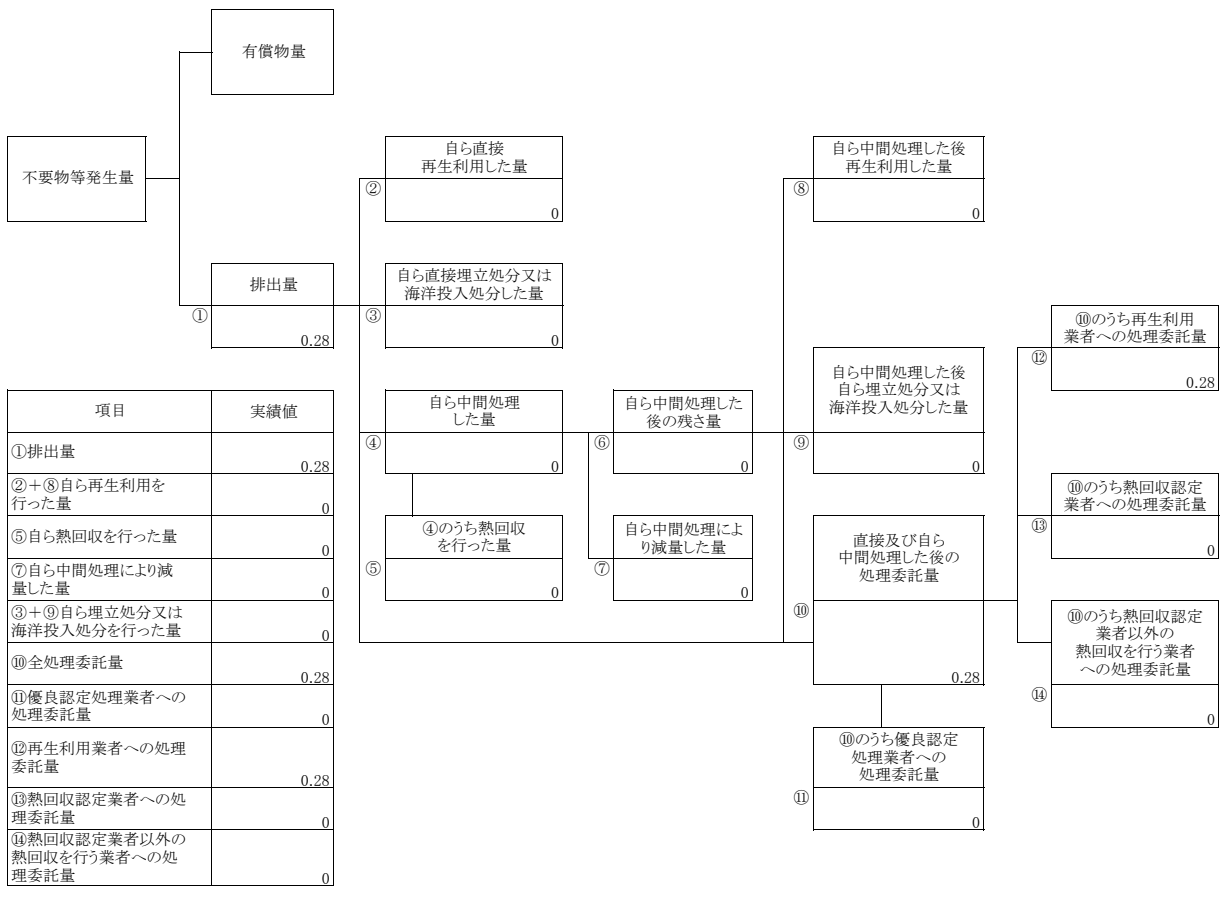 有償物量
不要物等発生量
排出量
①
0.28
自ら直接
再生利用した量
②
0
自ら直接埋立処分又は
海洋投入処分した量
③
0
自ら中間処理
した量
④
0
④のうち熱回収
を行った量
⑤
0
自ら中間処理した
後の残さ量
⑥
0
自ら中間処理によ
り減量した量
⑦
0
自ら中間処理した後
再生利用した量
⑧
0
自ら中間処理した後
自ら埋立処分又は
海洋投入処分した量
⑨
0
直接及び自ら
中間処理した後の
処理委託量
⑩
0.28
⑩のうち優良認定
処理業者への
処理委託量
⑪
0
⑩のうち再生利用
業者への処理委託量
⑫
0.28
⑩のうち熱回収認定
業者への処理委託量
⑬
0
⑩のうち熱回収認定
業者以外の
熱回収を行う業者
への処理委託量
⑭
0
項目 実績値
①排出量
0.28
②＋⑧自ら再生利用を
行った量
0
⑤自ら熱回収を行った量
0
⑦自ら中間処理により減
量した量
0
③＋⑨自ら埋立処分又は
海洋投入処分を行った量
0
⑩全処理委託量
0.28
⑪優良認定処理業者への
処理委託量
0
⑫再生利用業者への処理
委託量
0.28
⑬熱回収認定業者への処
理委託量
0
⑭熱回収認定業者以外の
熱回収を行う業者への処
理委託量
0